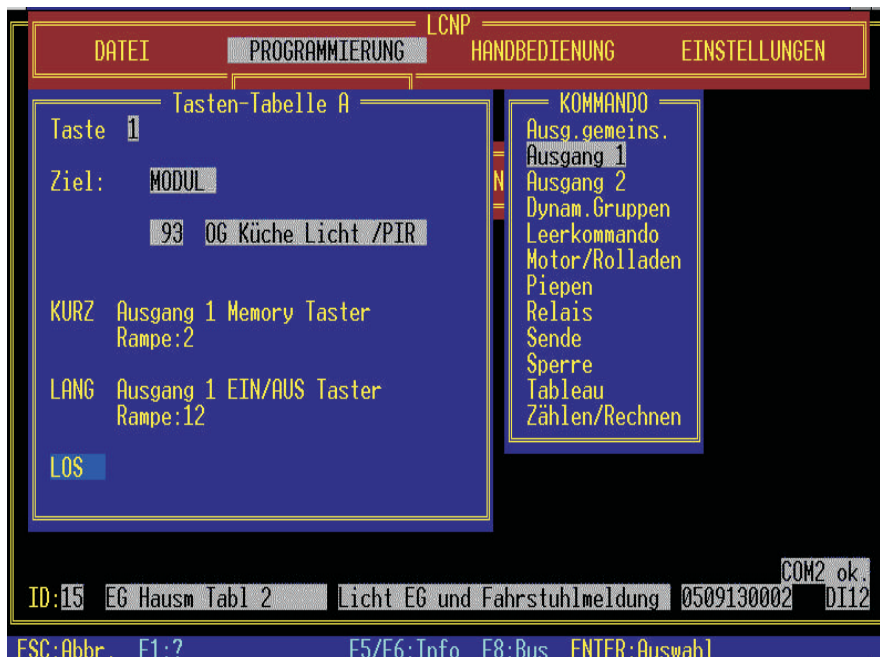 LCNP
DATEI PROGRAMMIERUNG HANDBEDIENUNG EINSTELLUNGEN
Tasten-Tabelle A
Taste 1
Ziel: MODUL
93 OG Küche Licht /PIR
KURZ Ausgang 1 Memory Taster
Rampe:2
LANG Ausgang 1 EIN/AUS Taster
Rampe:12
LOS
N
KOMMANDO
Ausg.gemeins.
Ausgang 1
Ausgang 2
Dynam.Gruppen
Leerkommando
Motor/Rolladen
Piepen
Relais
Sende
Sperre
Tableau
Zählen/Rechnen
COM2 ok.
ID:15 EG Hausm Tabl 2 Licht EG und Fahrstuhlmeldung 0509130002 DI12
ESC:Abbr. F1:? F5/F6:Info F8:Bus ENTER:Auswahl